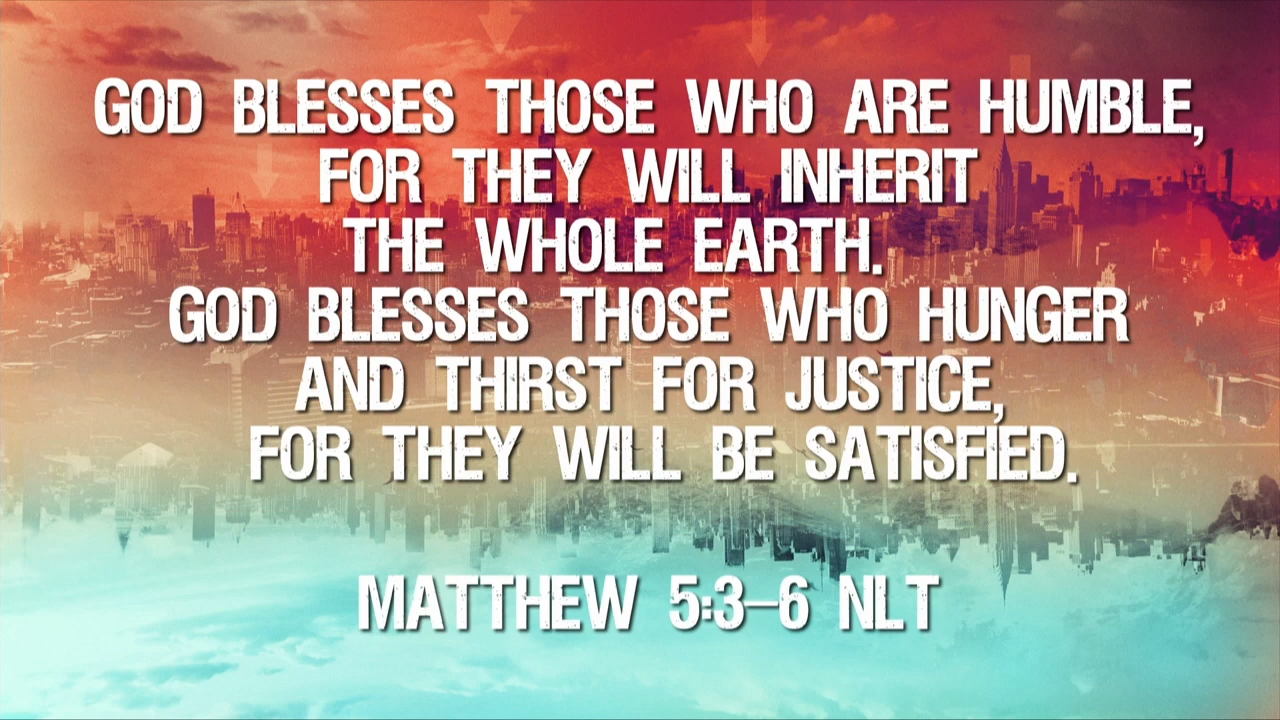 GOD BLESSES THOSE WHO ARE HUMBLE,
FOR THEY WILL INHERIT
THE WHOLE EARTH.
GOD BLESSES THOSE WHO HUNGER
AND THIRST FOR JUSTICE,
FOR THEY WILL BE SATISFIED.
MATTHEW 5:3–6 NLT